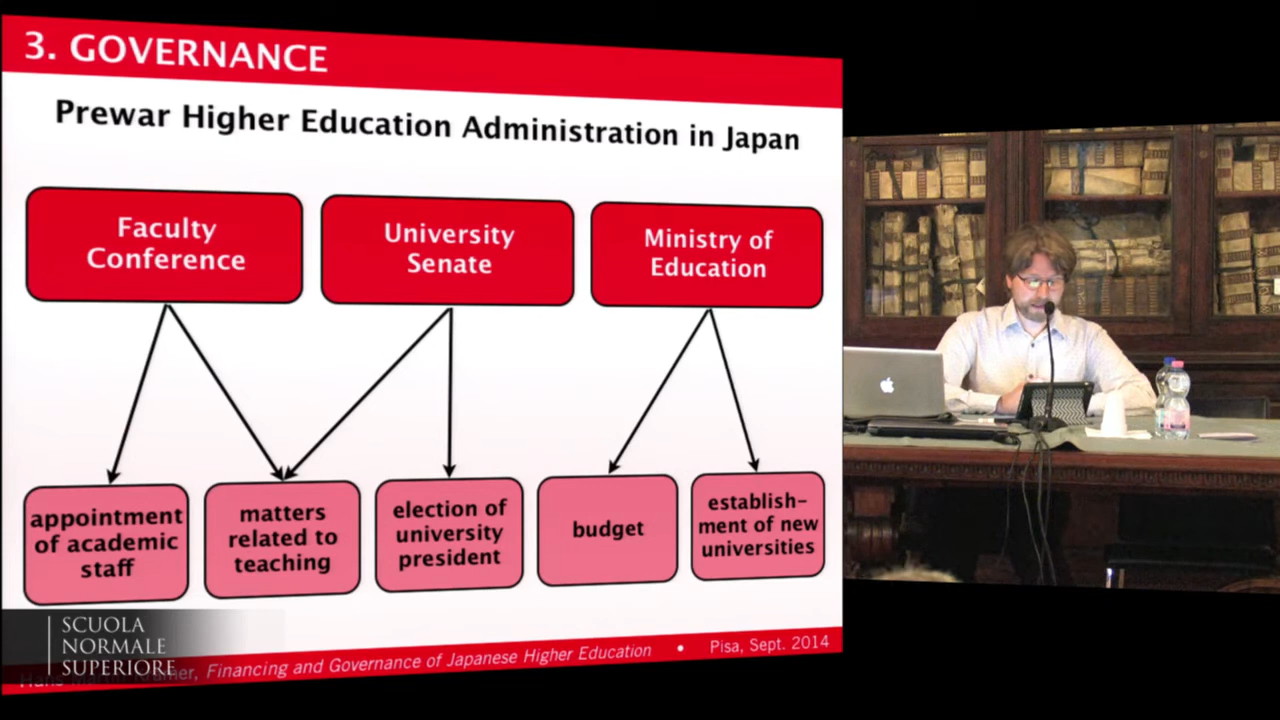 3. GOVERNANCE
Prewar Higher Education Administration in Japan
Faculty
Conference
University
Senate
Ministry of
Education
appointment
of academic
staff
matters
related to
teaching
election of
university
president
budget
establish-
ment of new
universities
SCUOLA
NORMALE
SUPERIORE
Financing and Governance of Japanese Higher Education • Pisa, Sept. 2014